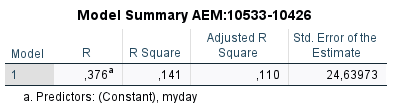 Model Summary AEM:10533-10426
Model R R Square Adjusted R Square Std. Error of the Estimate
1 ,376a ,141 ,110 24,63973
a. Predictors: (Constant), myday